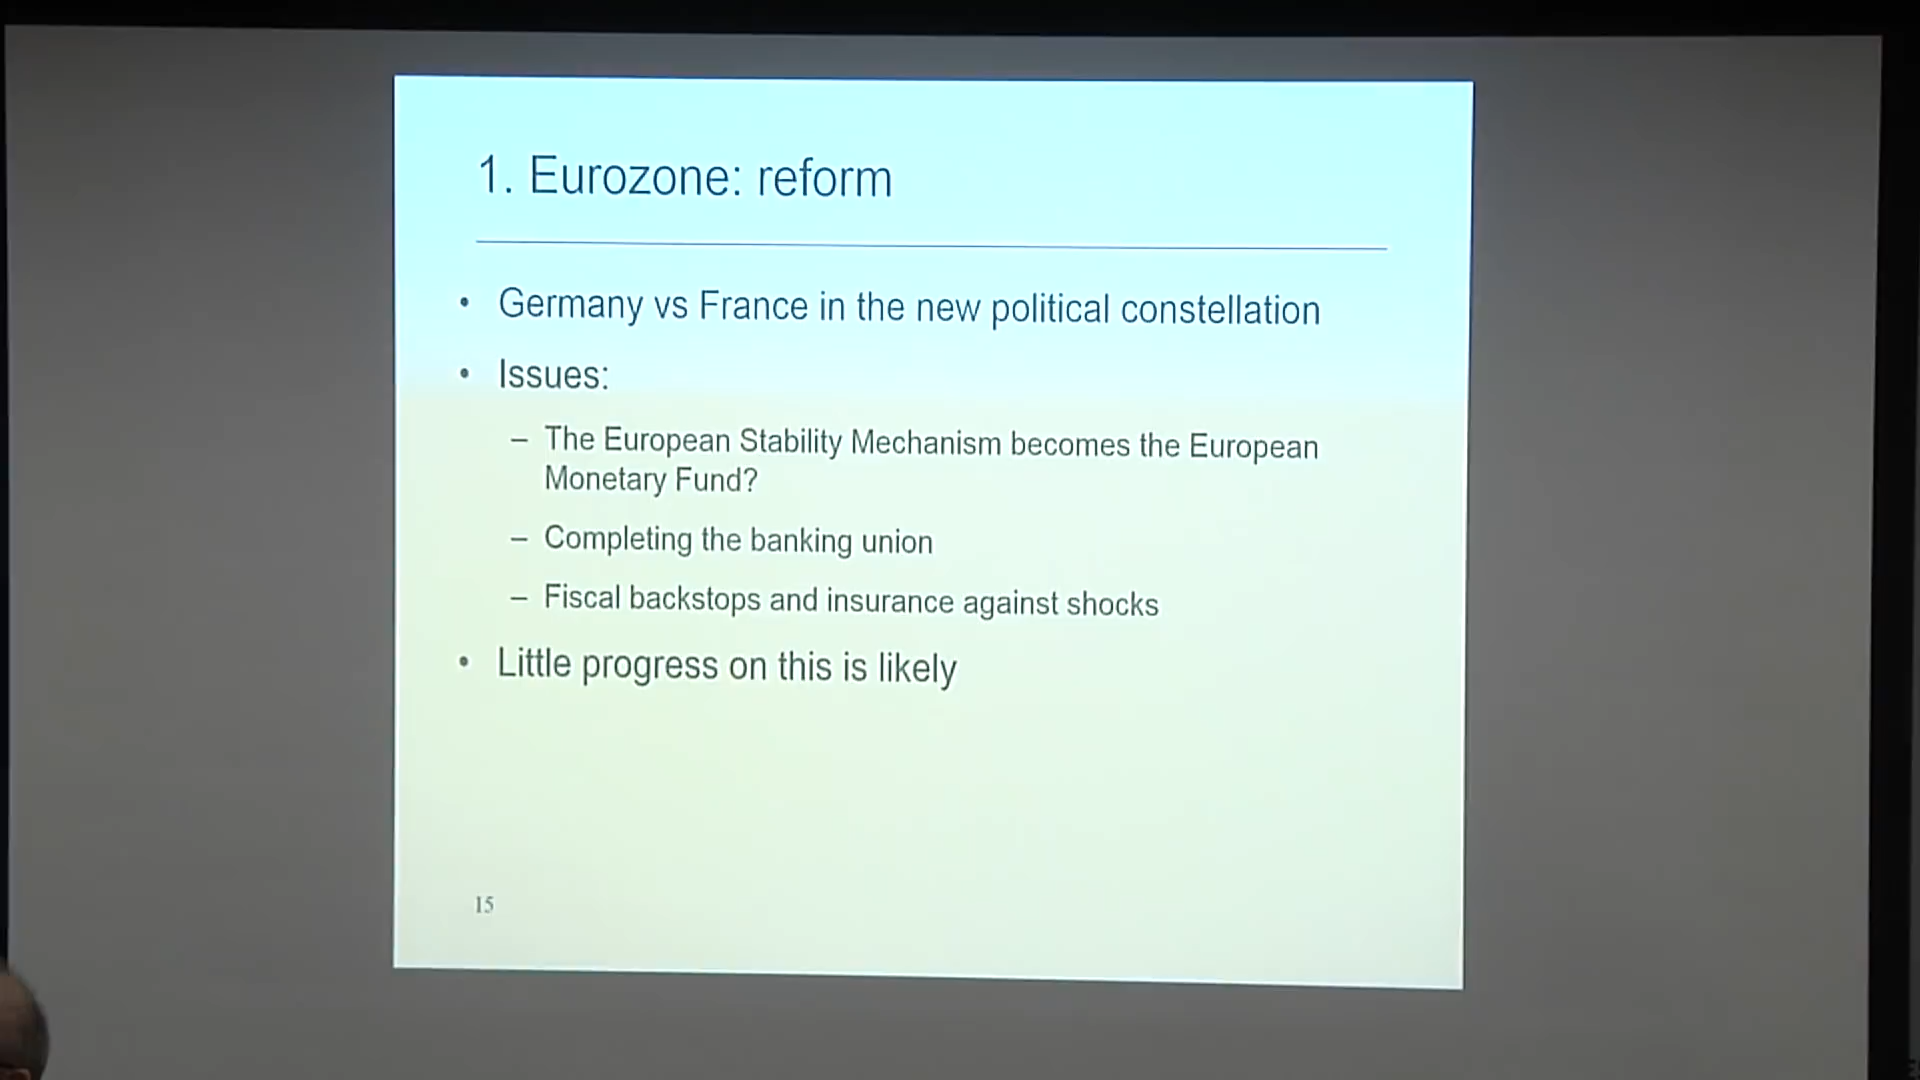 1. Eurozone: reform
• Germany vs France in the new political constellation
• Issues:
– The European Stability Mechanism becomes the European
Monetary Fund?
– Completing the banking union
– Fiscal backstops and insurance against shocks
• Little progress on this is likely
15